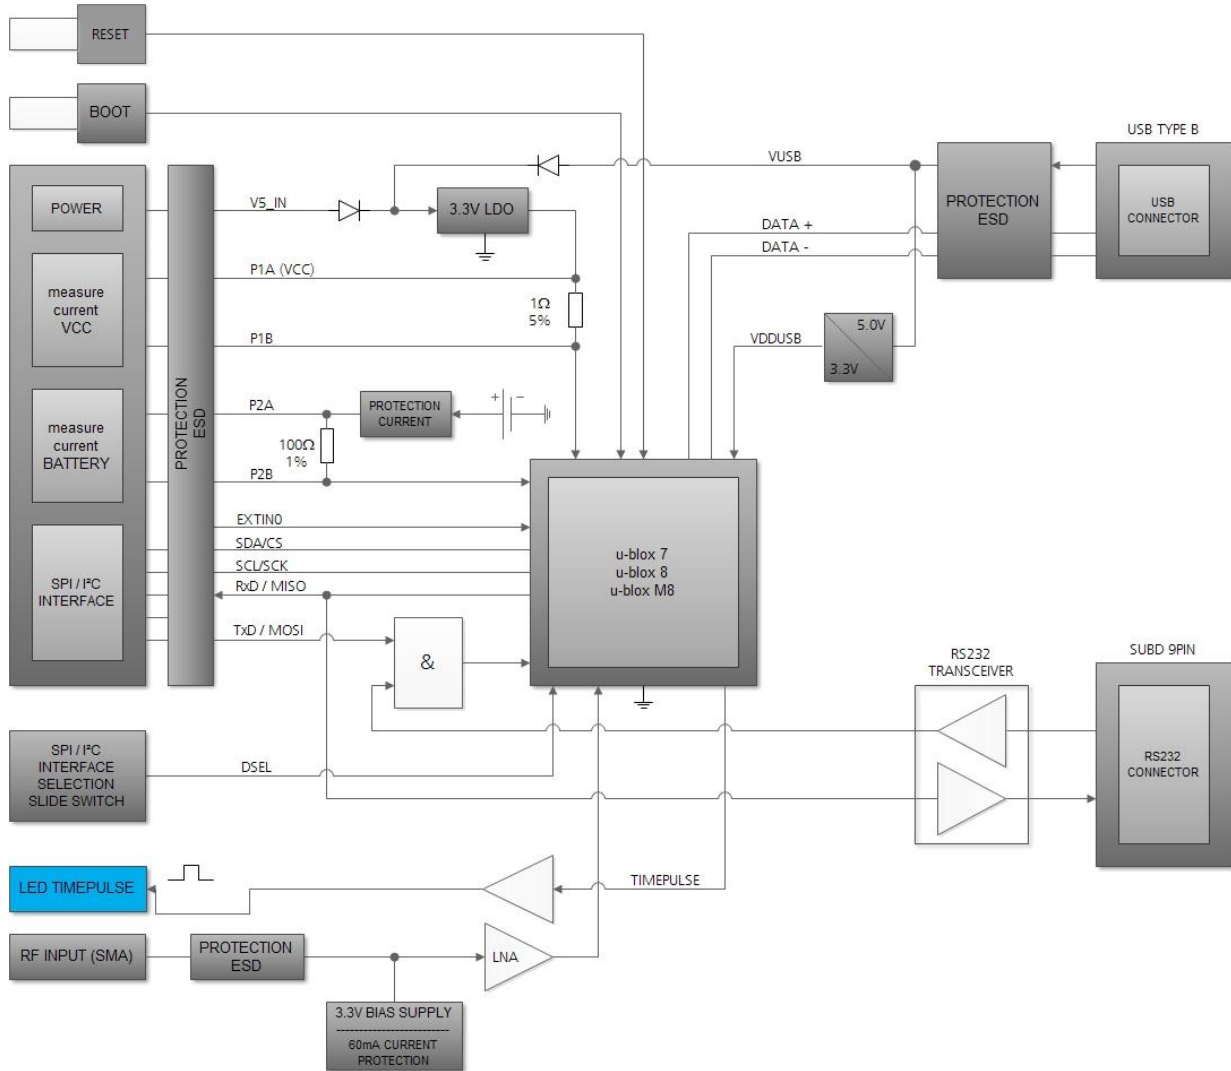 RESET
BOOT
USB TYPE B
VUSB
POWER
V5_IN
3.3V LDO
PROTECTION
ESD
USB
CONNECTOR
DATA +
DATA -
measure
current
VCC
P1A (VCC)
1Ω
5%
P1B
VDDUSB
5.0V
3.3V
PROTECTION
ESD
P2A
PROTECTION
CURRENT
+
−
measure
current
BATTERY
100Ω
1%
P2B
EXTIN0
SDA/CS
SCL/SCK
RxD / MISO
TxD / MOSI
SPI / I²C
INTERFACE
u-blox 7
u-blox 8
u-blox M8
&
RS232
TRANSCEIVER
SUBD 9PIN
RS232
CONNECTOR
SPI / I²C
INTERFACE
SELECTION
SLIDE SWITCH
DSEL
LED TIMEPULSE
TIMEPULSE
RF INPUT (SMA)
PROTECTION
ESD
LNA
3.3V BIAS SUPPLY
60mA CURRENT
PROTECTION